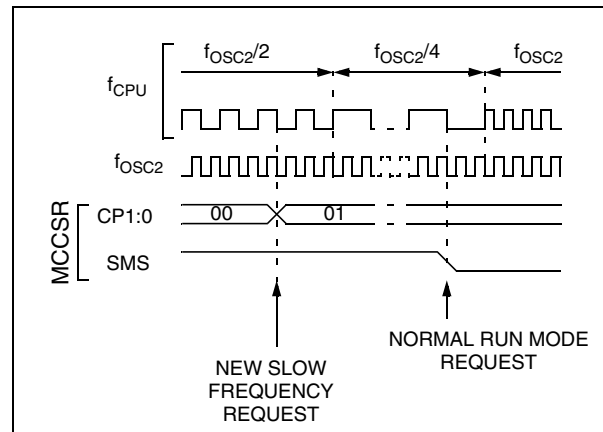 fOSC2/2 fOSC2/4 fOSC2
fCPU
fOSC2
MCCSR
CP1:0 00 01
SMS
NEW SLOW
FREQUENCY
REQUEST
NORMAL RUN MODE
REQUEST